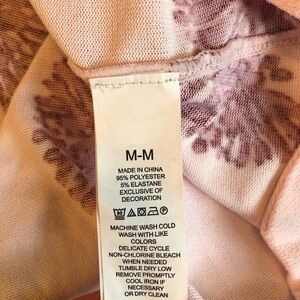 M-M
MADE IN CHINA
95% POLYESTER
5% ELASTANE
EXCLUSIVE OF
DECORATION
MACHINE WASH COLD
WASH WITH LIKE
COLORS
DELICATE CYCLE
NON-CHLORINE BLEACH
WHEN NEEDED
TUMBLE DRY LOW
REMOVE PROMPTLY
COOL IRON IF
NECESSARY
OR DRY CLEAN